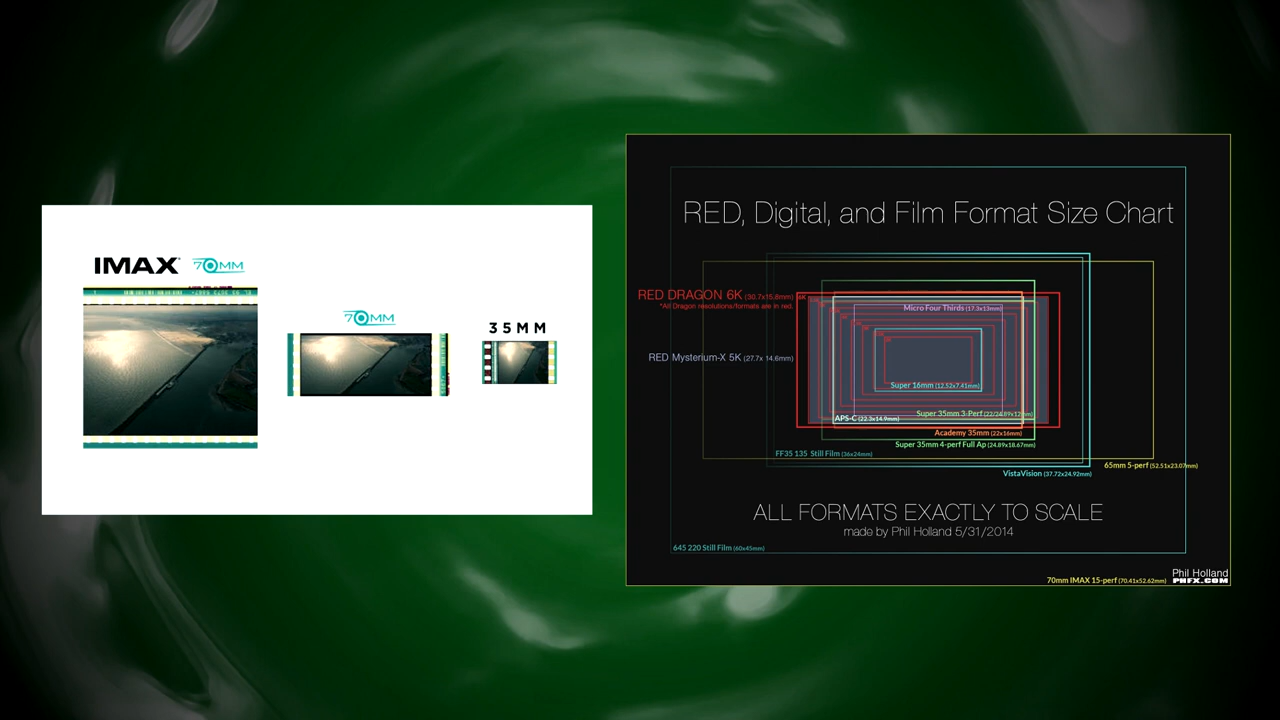 IMAX 70MM
70MM
35MM
RED, Digital, and Film Format Size Chart
RED DRAGON 6K (30.7x15.8mm)
*All Dragon resolutions/formats are in red.
6K
Micro Four Thirds (17.3x13mm)
RED Mysterium-X 5K (27.7x 14.6mm)
Super 16mm (12.52x7.41mm)
Super 35mm 3-Perf
APS-C (22.3x14.9mm)
Academy 35mm (22x16mm)
Super 35mm 4-perf Full Ap (24.89x18.67mm)
FF35 135 Still Film (36x24mm)
65mm 5-perf (52.51x23.07mm)
VistaVision (37.72x24.92mm)
ALL FORMATS EXACTLY TO SCALE
made by Phil Holland 5/31/2014
645 220 Still Film (60x45mm)
70mm IMAX 15-perf (70.41x52.62mm)
Phil Holland
PHFX.COM